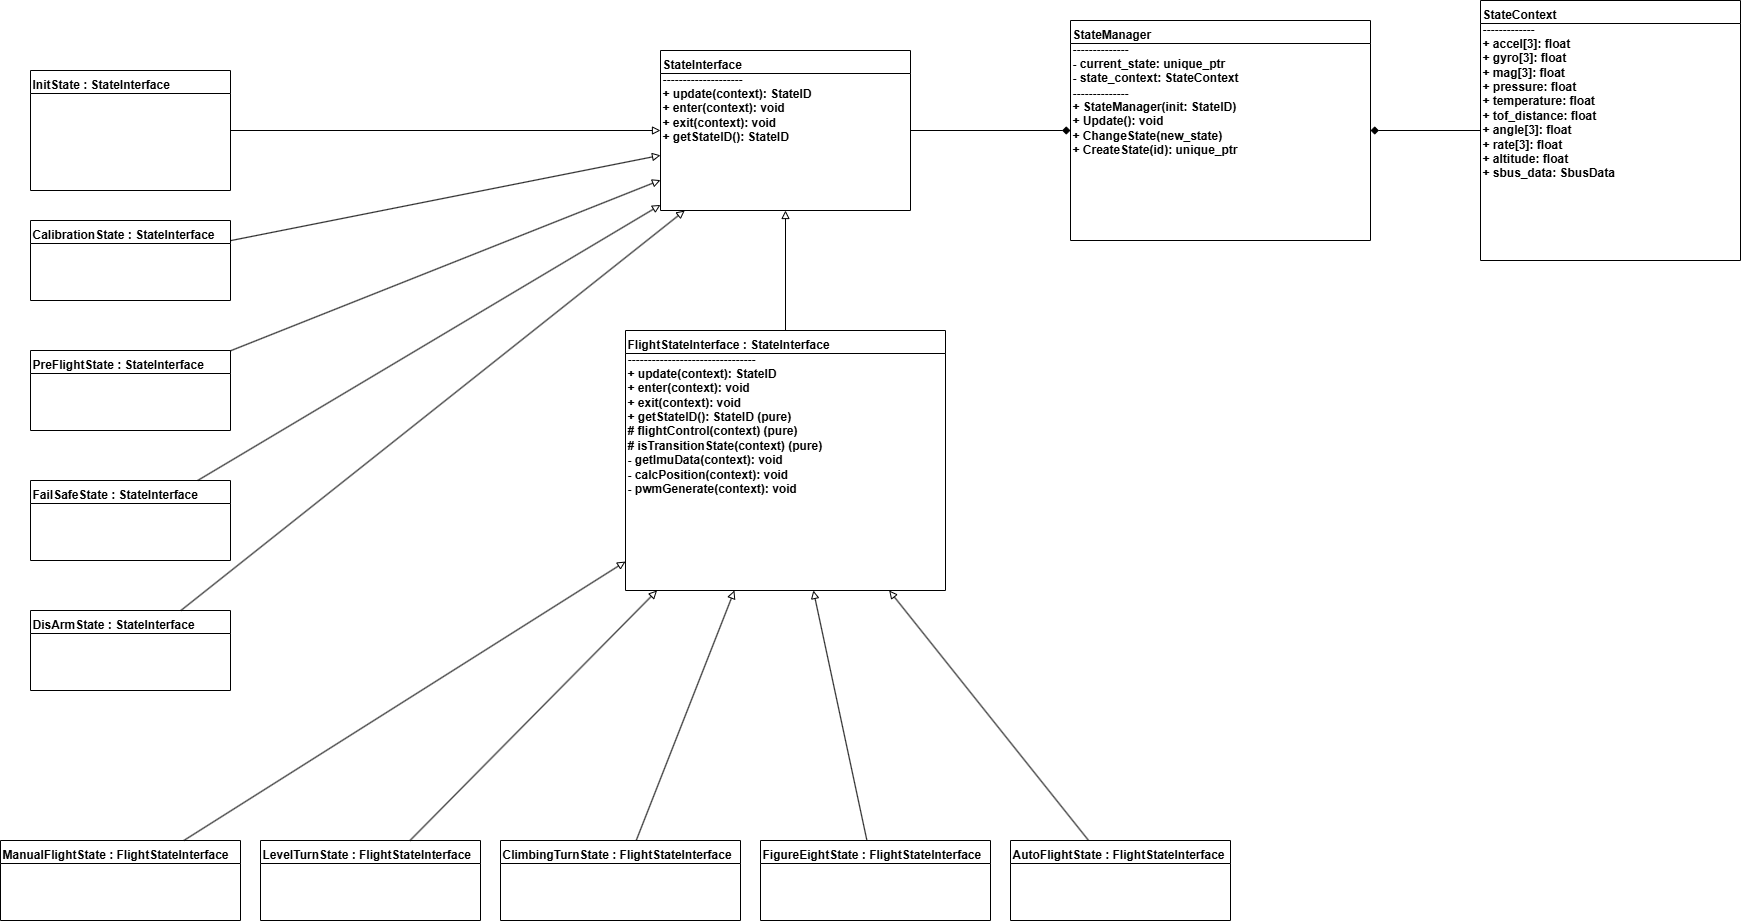 StateContext
-------------
+ accel[3]: float
+ gyro[3]: float
+ mag[3]: float
+ pressure: float
+ temperature: float
+ tof_distance: float
+ angle[3]: float
+ rate[3]: float
+ altitude: float
+ sbus_data: SbusData
StateManager
--------------
- current_state: unique_ptr
- state_context: StateContext
--------------
+ StateManager(init: StateID)
+ Update(): void
+ ChangeState(new_state)
+ CreateState(id): unique_ptr
StateInterface
--------------------
+ update(context): StateID
+ enter(context): void
+ exit(context): void
+ getStateID(): StateID
InitState : StateInterface
CalibrationState : StateInterface
PreFlightState : StateInterface
FailSafeState : StateInterface
DisArmState : StateInterface
FlightStateInterface : StateInterface
--------------------------------
+ update(context): StateID
+ enter(context): void
+ exit(context): void
+ getStateID(): StateID (pure)
# flightControl(context) (pure)
# isTransitionState(context) (pure)
- getImuData(context): void
- calcPosition(context): void
- pwmGenerate(context): void
ManualFlightState : FlightStateInterface
LevelTurnState : FlightStateInterface
ClimbingTurnState : FlightStateInterface
FigureEightState : FlightStateInterface
AutoFlightState : FlightStateInterface